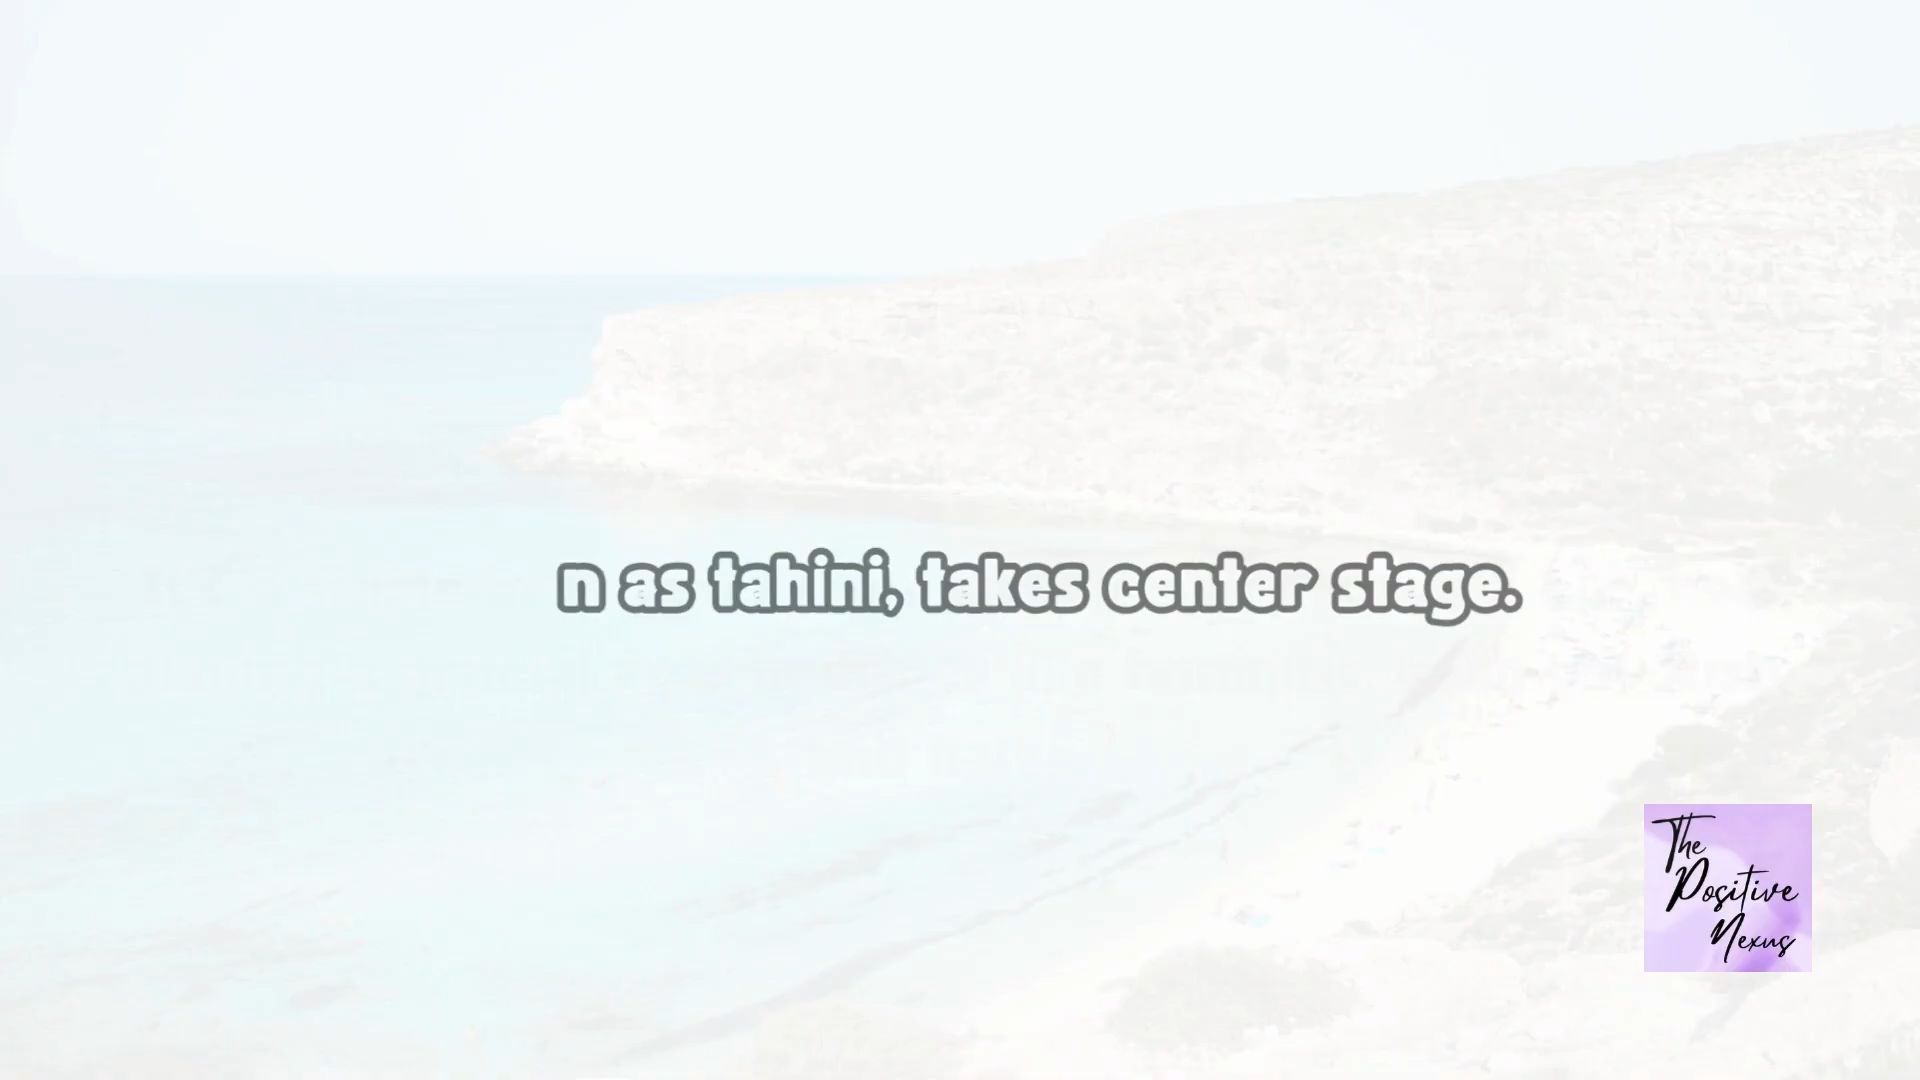 n as tahini, takes center stage.
The
Positive
Nexus